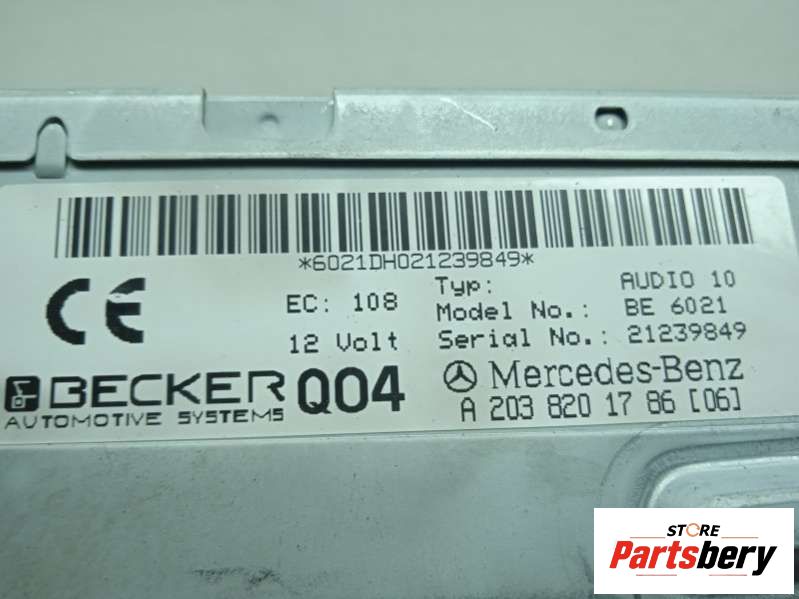 *6021DH021239849*
CE
EC: 108
12 Volt
Typ: AUDIO 10
Model No.: BE 6021
Serial No.: 21239849
BECKER
AUTOMOTIVE SYSTEMS
Q04
Mercedes-Benz
A 203 820 17 86 [06]
STORE
Partsbery